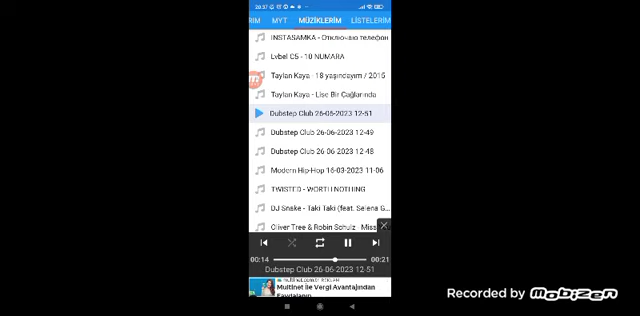 20:37
RIM MYT MÜZİKLERİM LİSTELERİM
INSTASAMKA - Отключаю телефон
Lvbel C5 - 10 NUMARA
Taylan Kaya - 18 yaşındayım / 2015
Taylan Kaya - Lise Bir Çağlarında
Dubstep Club 26-06-2023 12-51
Dubstep Club 26-06-2023 12-49
Dubstep Club 26-06-2023 12-48
Modern Hip-Hop 16-03-2023 11-06
TWISTED - WORTH NOTHING
DJ Snake - Taki Taki (feat. Selena G...
Oliver Tree & Robin Schulz - Miss
00:14 00:21
Dubstep Club 26-06-2023 12-51
Multinet ile Vergi Avantajından
Faydalanın
Recorded by mobizen